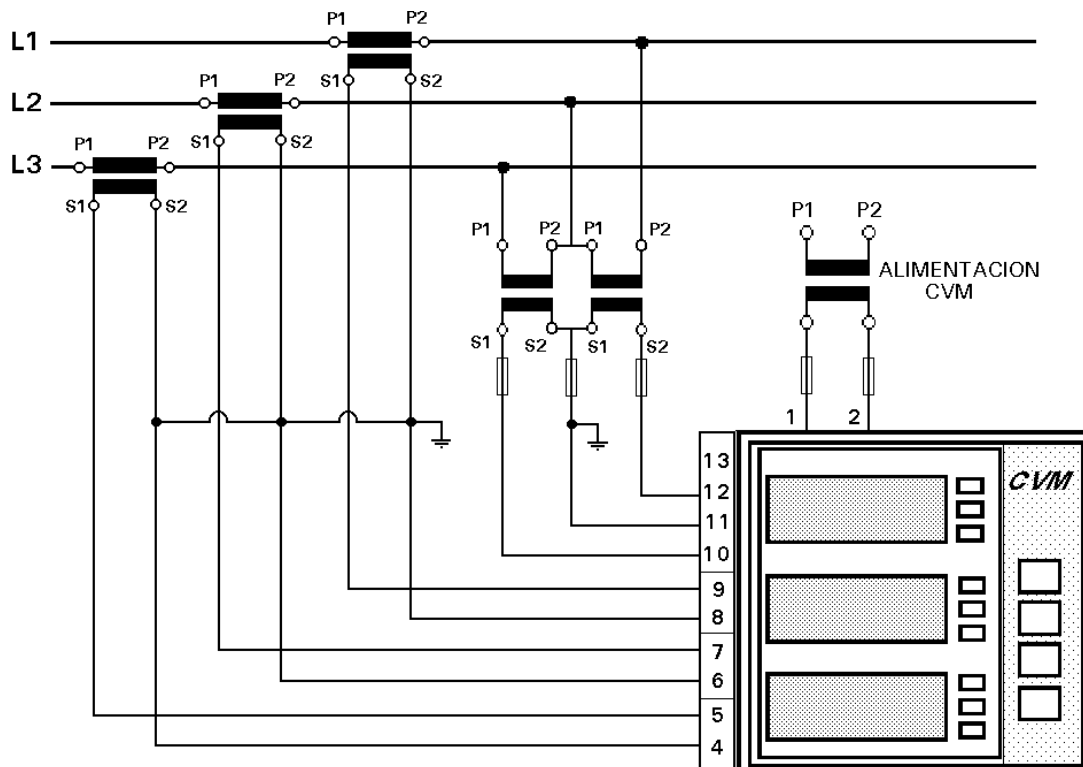 P1 P2
L1
S1 S2
P1 P2
L2
S1 S2
P1 P2
L3
S1 S2
P1 P2 P1 P2
S1 S2 S1 S2
P1 P2
ALIMENTACION
CVM
1 2
13
12
11
10
9
8
7
6
5
4
CVM